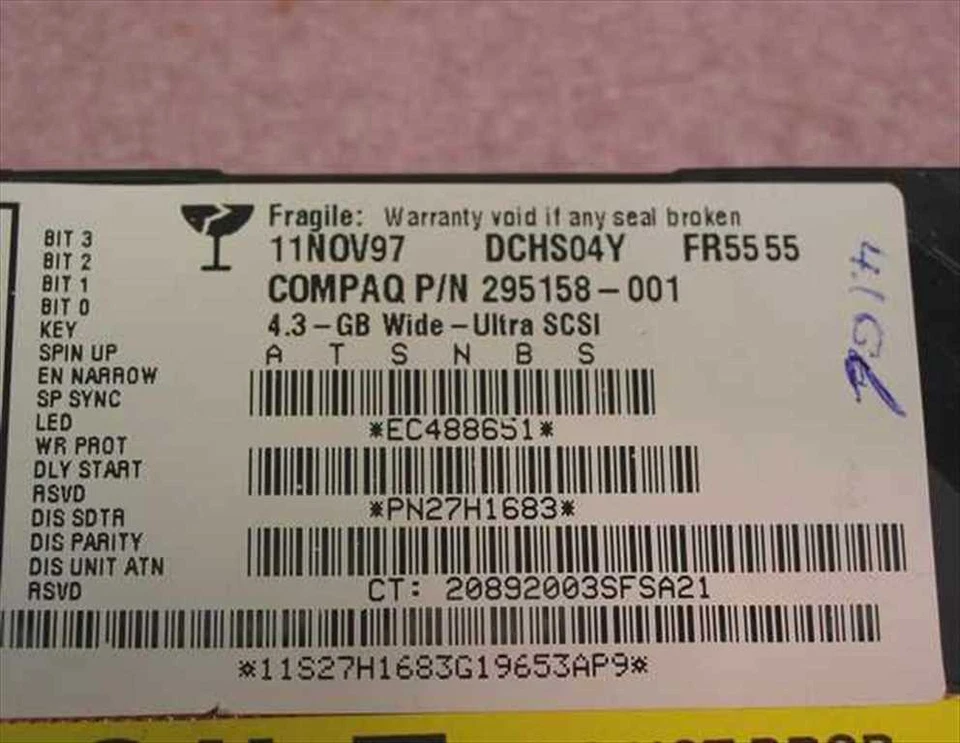 BIT 3
BIT 2
BIT 1
BIT 0
KEY
SPIN UP
EN NARROW
SP SYNC
LED
WR PROT
DLY START
RSVD
DIS SDTR
DIS PARITY
DIS UNIT ATN
RSVD
Fragile: Warranty void if any seal broken
11NOV97 DCHS04Y FR5555
COMPAQ P/N 295158-001
4.3-GB Wide-Ultra SCSI
A T S N B S
*EC488651*
*PN27H1683*
CT: 20892003SFSA21
*11S27H1683G19653AP9*
4.1 GB